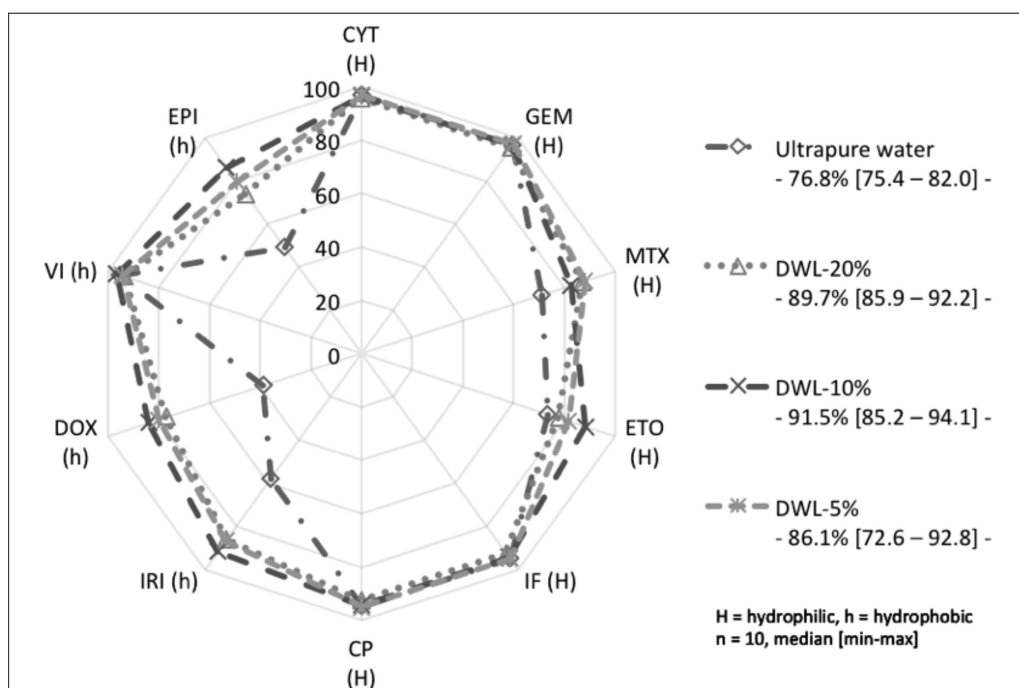 CYT
(H)
100
80
60
40
20
0
GEM
(H)
MTX
(H)
ETO
(H)
IF (H)
CP
(H)
IRI (h)
DOX
(h)
VI (h)
EPI
(h)
Ultrapure water
- 76.8% [75.4 – 82.0] -
DWL-20%
- 89.7% [85.9 – 92.2] -
DWL-10%
- 91.5% [85.2 – 94.1] -
DWL-5%
- 86.1% [72.6 – 92.8] -
H = hydrophilic, h = hydrophobic
n = 10, median [min-max]